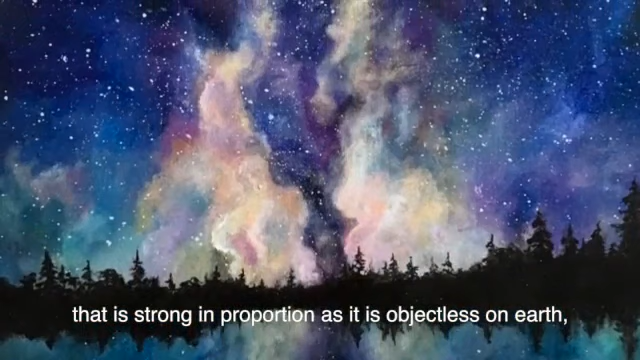 that is strong in proportion as it is objectless on earth,